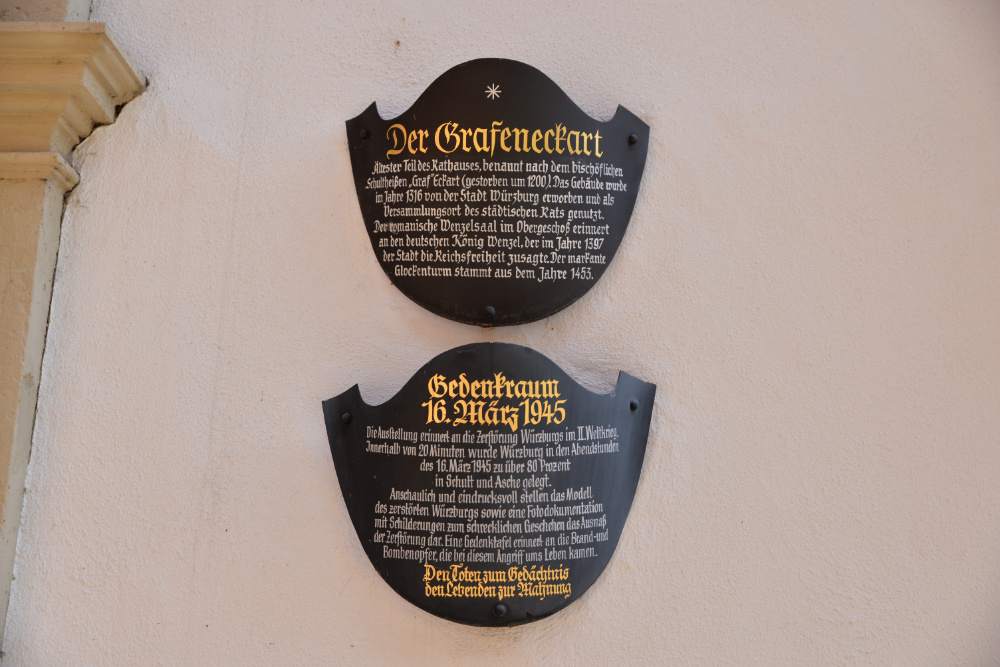 Der Grafeneckart
Ältester Teil des Rathauses, benannt nach dem bischöflichen
Schultheißen „Graf“ Eckart (gestorben um 1200). Das Gebäude wurde
im Jahre 1316 von der Stadt Würzburg erworben und als
Versammlungsort des städtischen Rats genutzt.
Der romanische Wenzelsaal im Obergeschoß erinnert
an den deutschen König Wenzel, der im Jahre 1397
der Stadt die Reichsfreiheit zusagte. Der markante
Glockenturm stammt aus dem Jahre 1453.
Gedenkraum
16. März 1945
Die Ausstellung erinnert an die Zerstörung Würzburgs im II. Weltkrieg.
Innerhalb von 20 Minuten wurde Würzburg in den Abendstunden
des 16. März 1945 zu über 80 Prozent
in Schutt und Asche gelegt.
Anschaulich und eindrucksvoll stellen das Modell
des zerstörten Würzburgs sowie eine Fotodokumentation
mit Schilderungen zum schrecklichen Geschehen das Ausmaß
der Zerstörung dar. Eine Gedenktafel erinnert an die Brand- und
Bombenopfer, die bei diesem Angriff ums Leben kamen.
Den Toten zum Gedächtnis
den Lebenden zur Mahnung